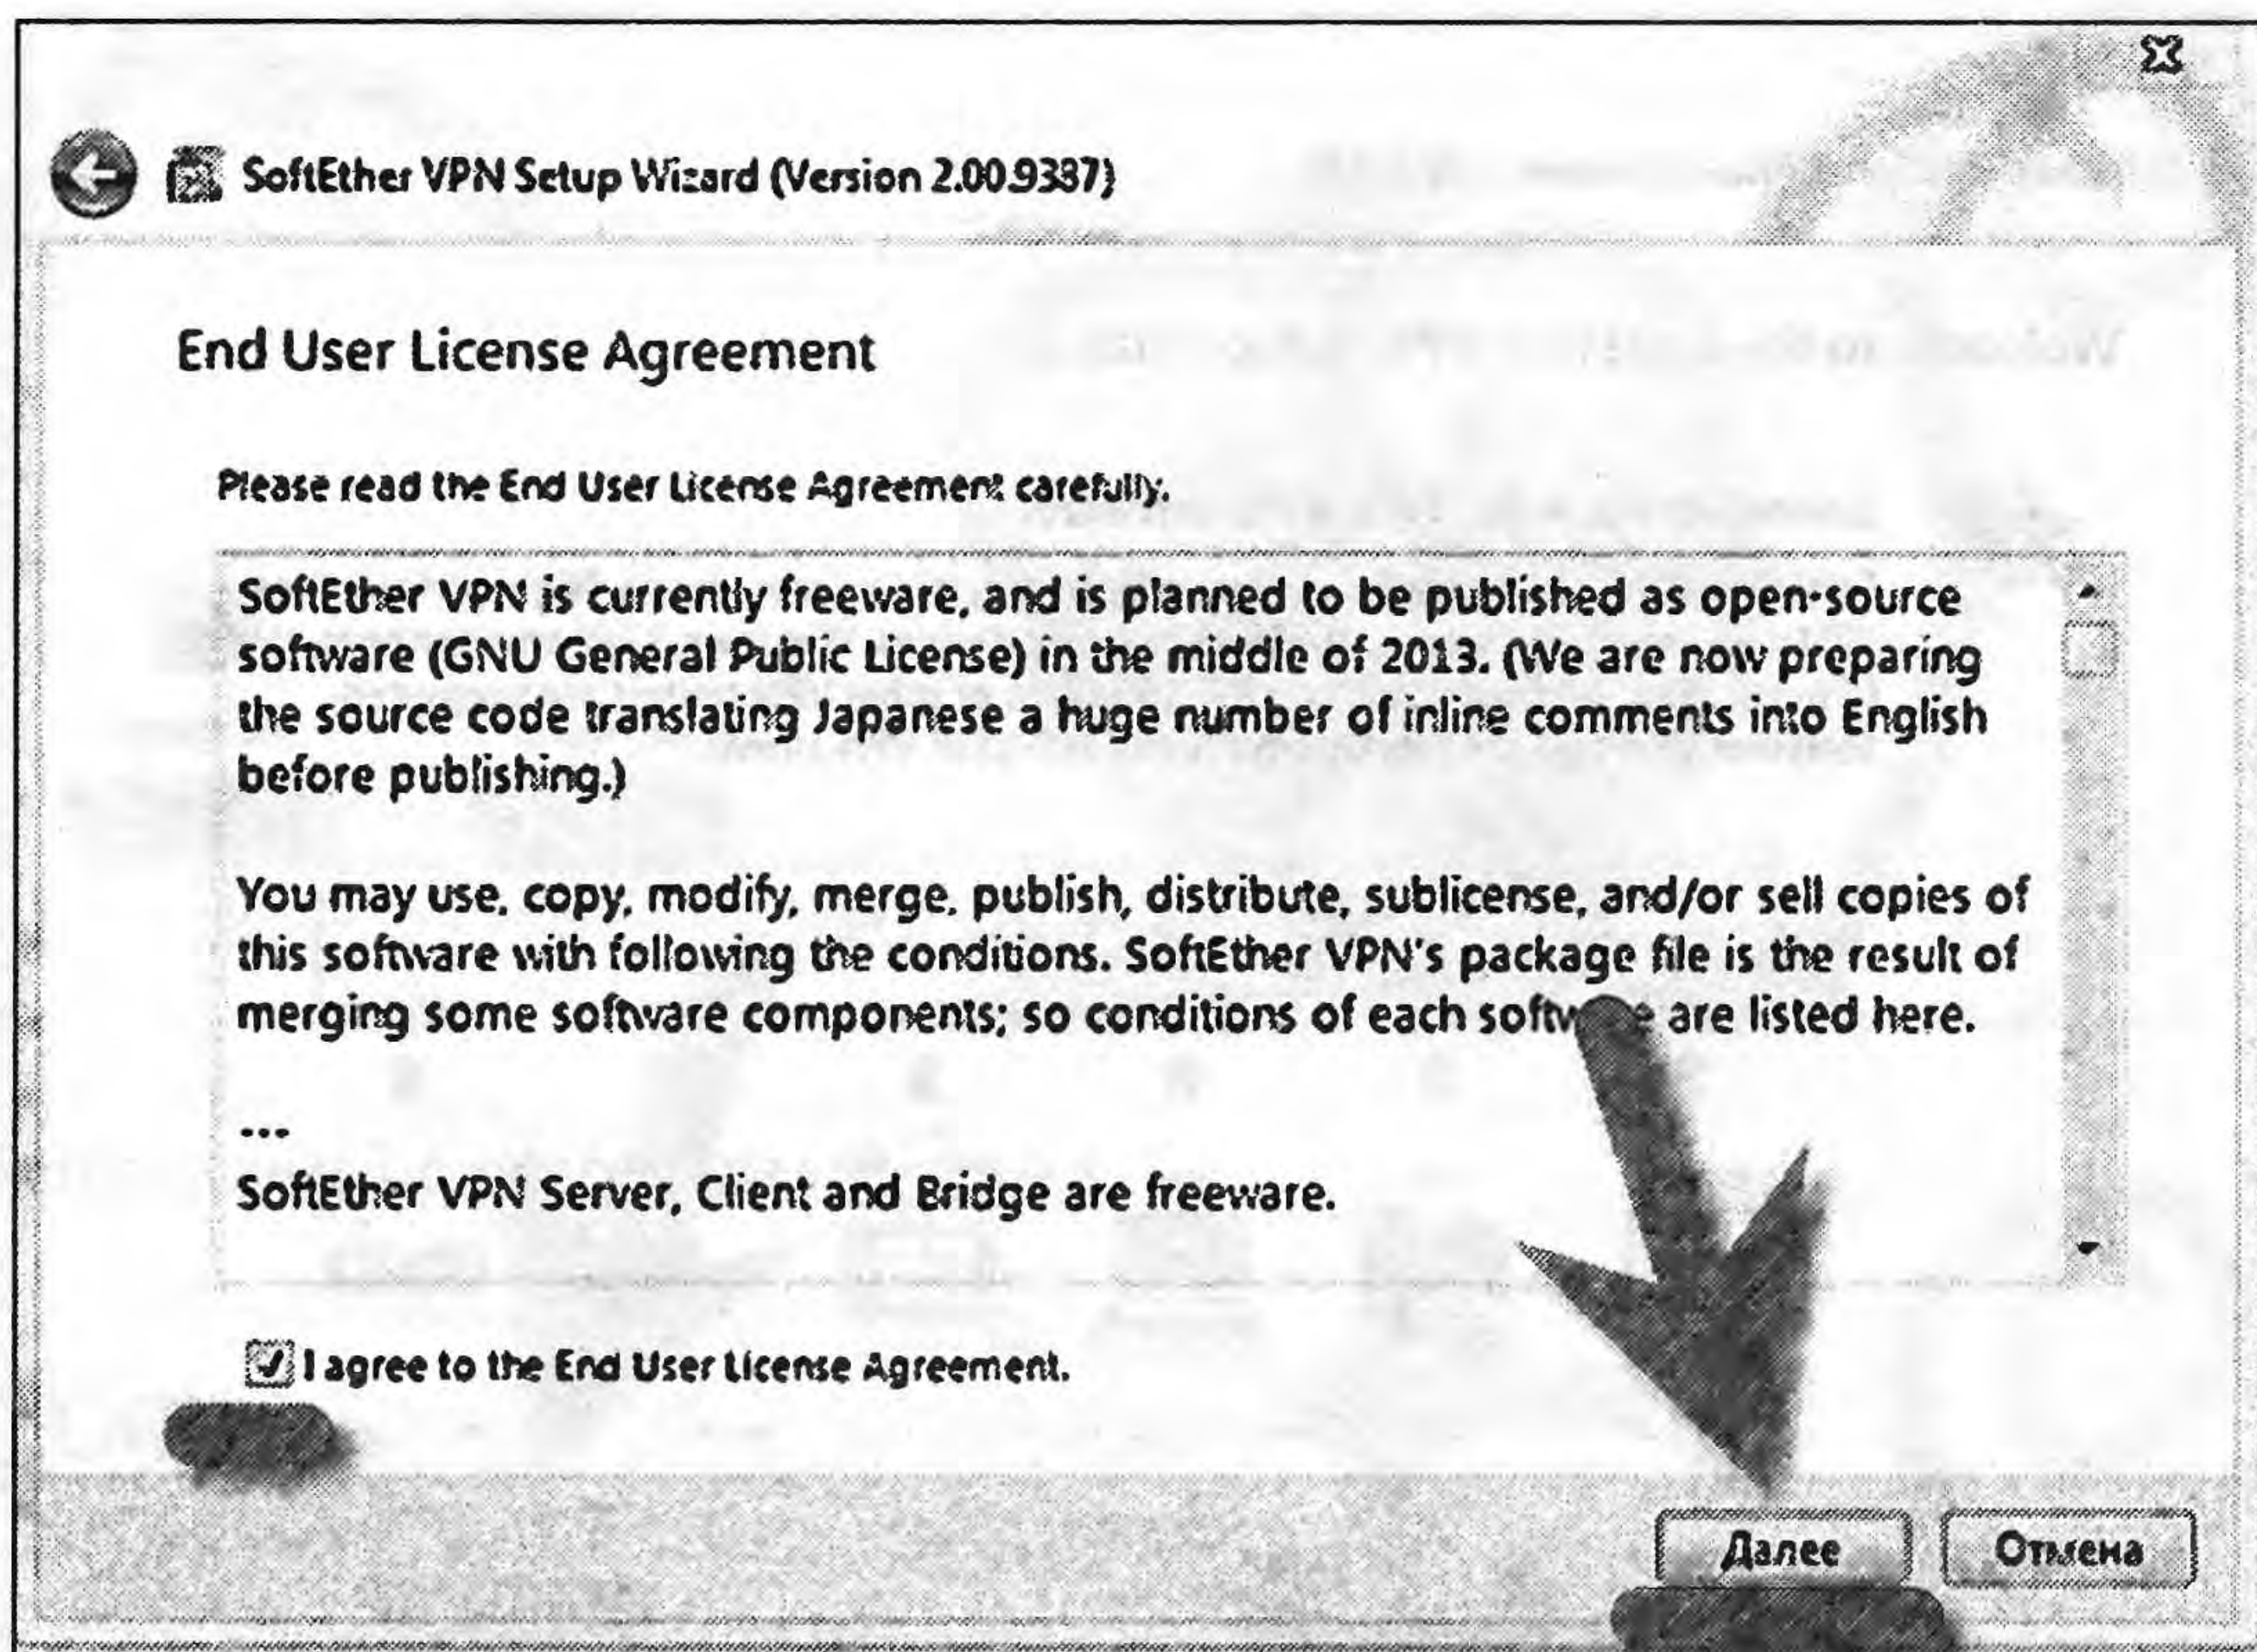 SoftEther VPN Setup Wizard (Version 2.00.9387)
End User License Agreement
Please read the End User License Agreement carefully.
SoftEther VPN is currently freeware, and is planned to be published as open-source
software (GNU General Public License) in the middle of 2013. (We are now preparing
the source code translating Japanese a huge number of inline comments into English
before publishing.)
You may use, copy, modify, merge, publish, distribute, sublicense, and/or sell copies of
this software with following the conditions. SoftEther VPN's package file is the result of
merging some software components; so conditions of each software are listed here.
...
SoftEther VPN Server, Client and Bridge are freeware.
I agree to the End User License Agreement.
Далее
Отмена